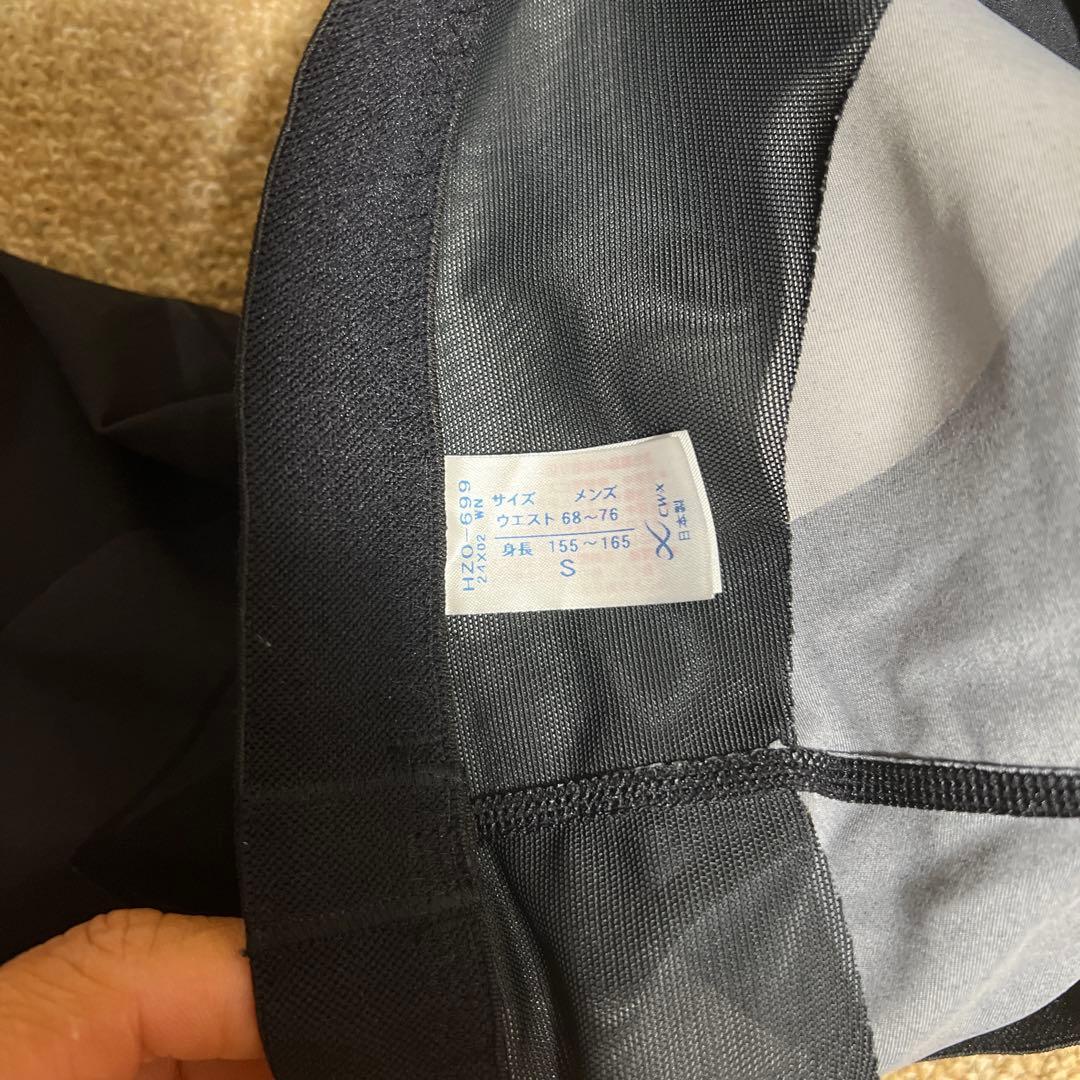 HZO-699
24X02 WN
サイズ メンズ
ウエスト 68～76
身長 155～165
S
CWX
日本製